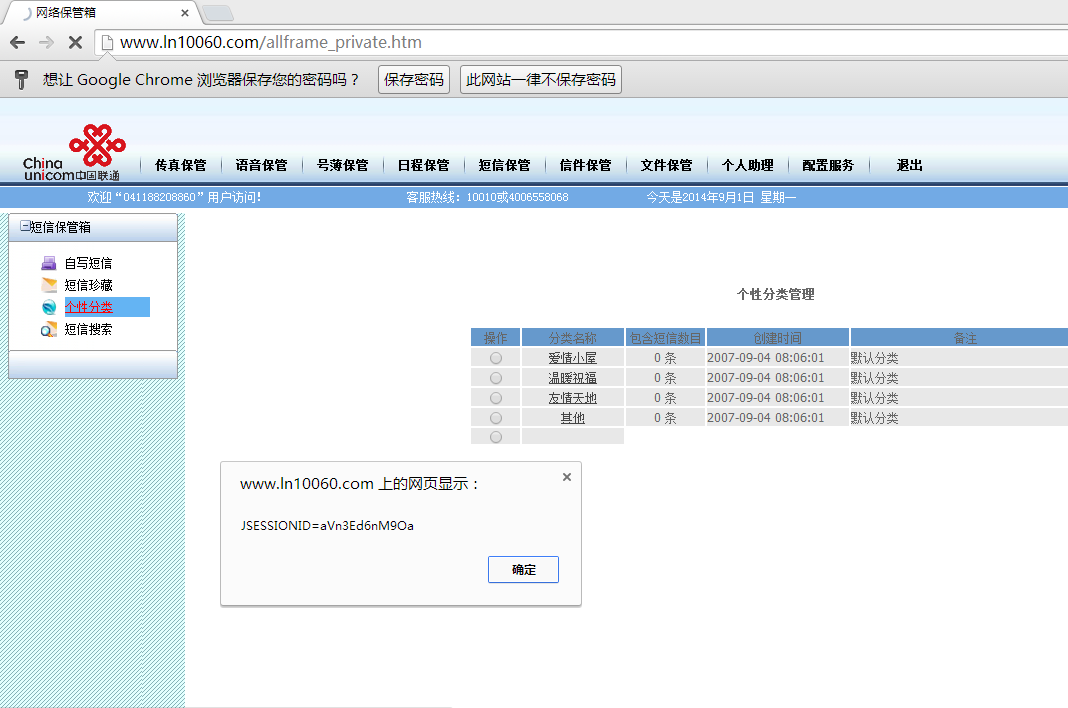 网络保管箱
www.ln10060.com/allframe_private.htm
想让 Google Chrome 浏览器保存您的密码吗？ 保存密码 此网站一律不保存密码
China unicom中国联通
传真保管 语音保管 号薄保管 日程保管 短信保管 信件保管 文件保管 个人助理 配置服务 退出
欢迎“041188208860”用户访问! 客服热线：10010或4006558068 今天是2014年9月1日 星期一
短信保管箱
自写短信
短信珍藏
个性分类
短信搜索
个性分类管理
操作 分类名称 包含短信数目 创建时间 备注
爱情小屋 0 条 2007-09-04 08:06:01 默认分类
温暖祝福 0 条 2007-09-04 08:06:01 默认分类
友情天地 0 条 2007-09-04 08:06:01 默认分类
其他 0 条 2007-09-04 08:06:01 默认分类
www.ln10060.com 上的网页显示：
JSESSIONID=aVn3Ed6nM9Oa
确定